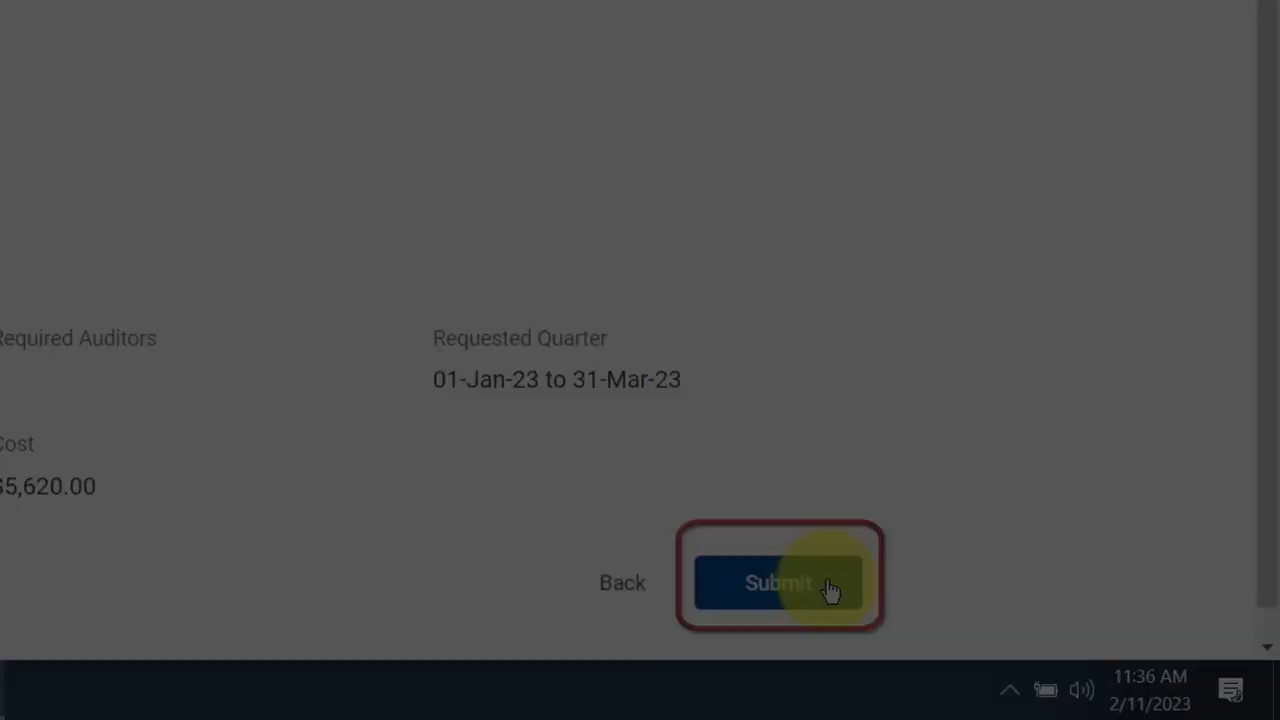 Required Auditors
Requested Quarter
01-Jan-23 to 31-Mar-23
Cost
$5,620.00
Back
Submit
11:36 AM
2/11/2023